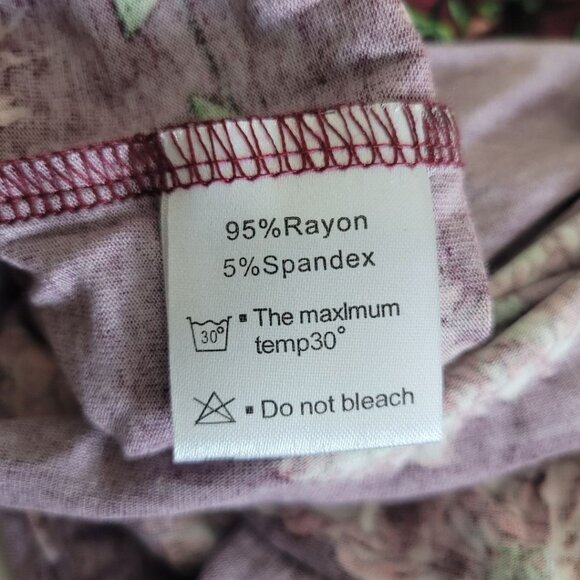 95%Rayon
5%Spandex
30° ▪ The maxlmum
temp30°
▪ Do not bleach